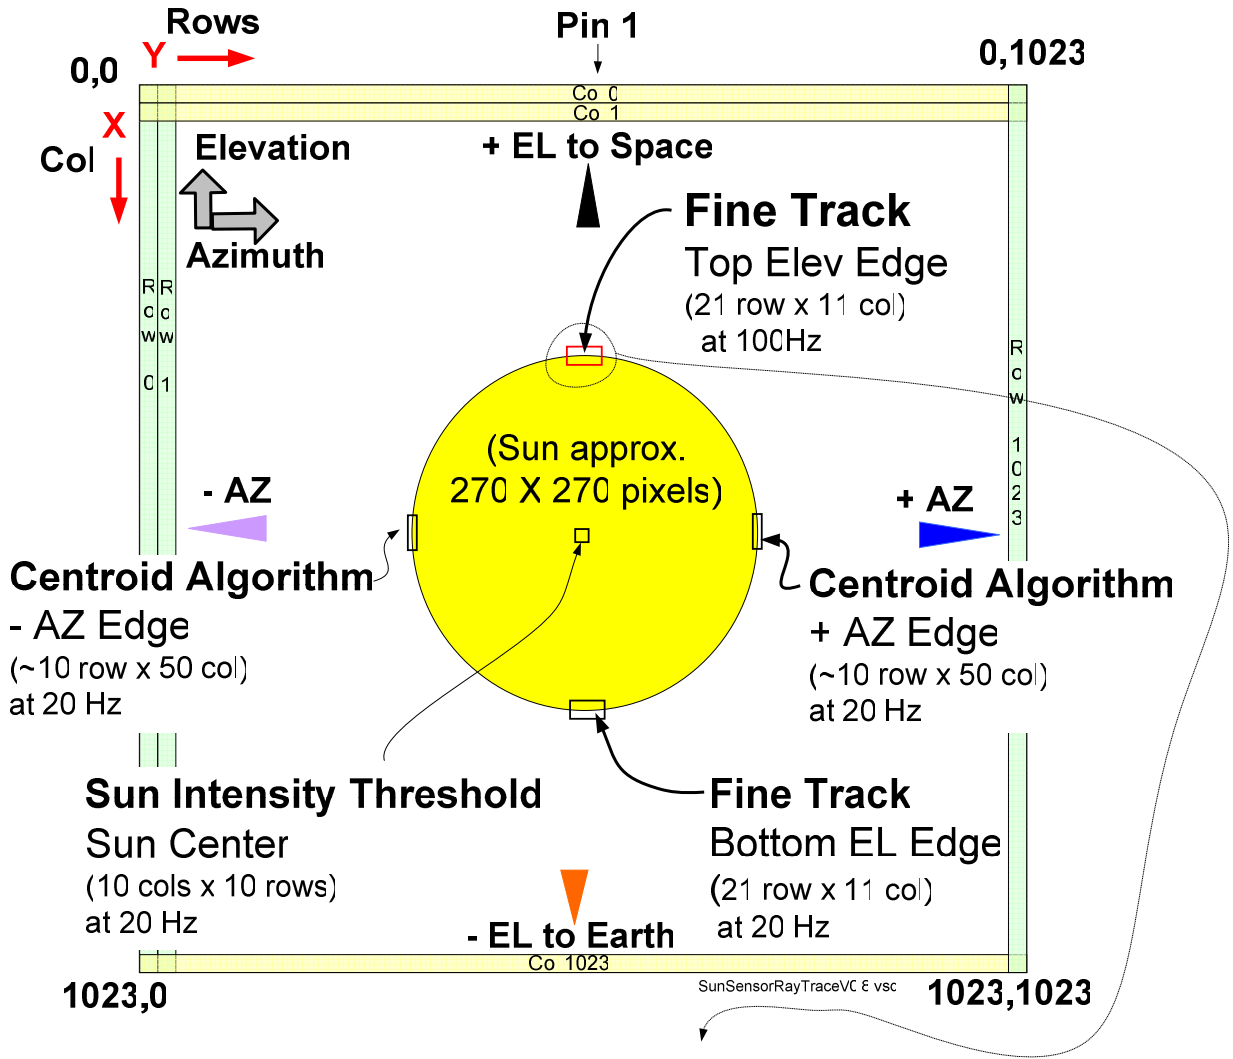 Rows
Pin 1
Y
0,0
0,1023
Co 0
Co 1
X
Col
Elevation
+ EL to Space
Azimuth
Fine Track
Top Elev Edge
(21 row x 11 col)
at 100Hz
Row 0
Row 1
Row 1023
(Sun approx.
270 X 270 pixels)
- AZ
+ AZ
Centroid Algorithm
- AZ Edge
(~10 row x 50 col)
at 20 Hz
Centroid Algorithm
+ AZ Edge
(~10 row x 50 col)
at 20 Hz
Sun Intensity Threshold
Sun Center
(10 cols x 10 rows)
at 20 Hz
Fine Track
Bottom EL Edge
(21 row x 11 col)
at 20 Hz
- EL to Earth
Co 1023
SunSensorRayTraceV0 8 vsd
1023,0
1023,1023